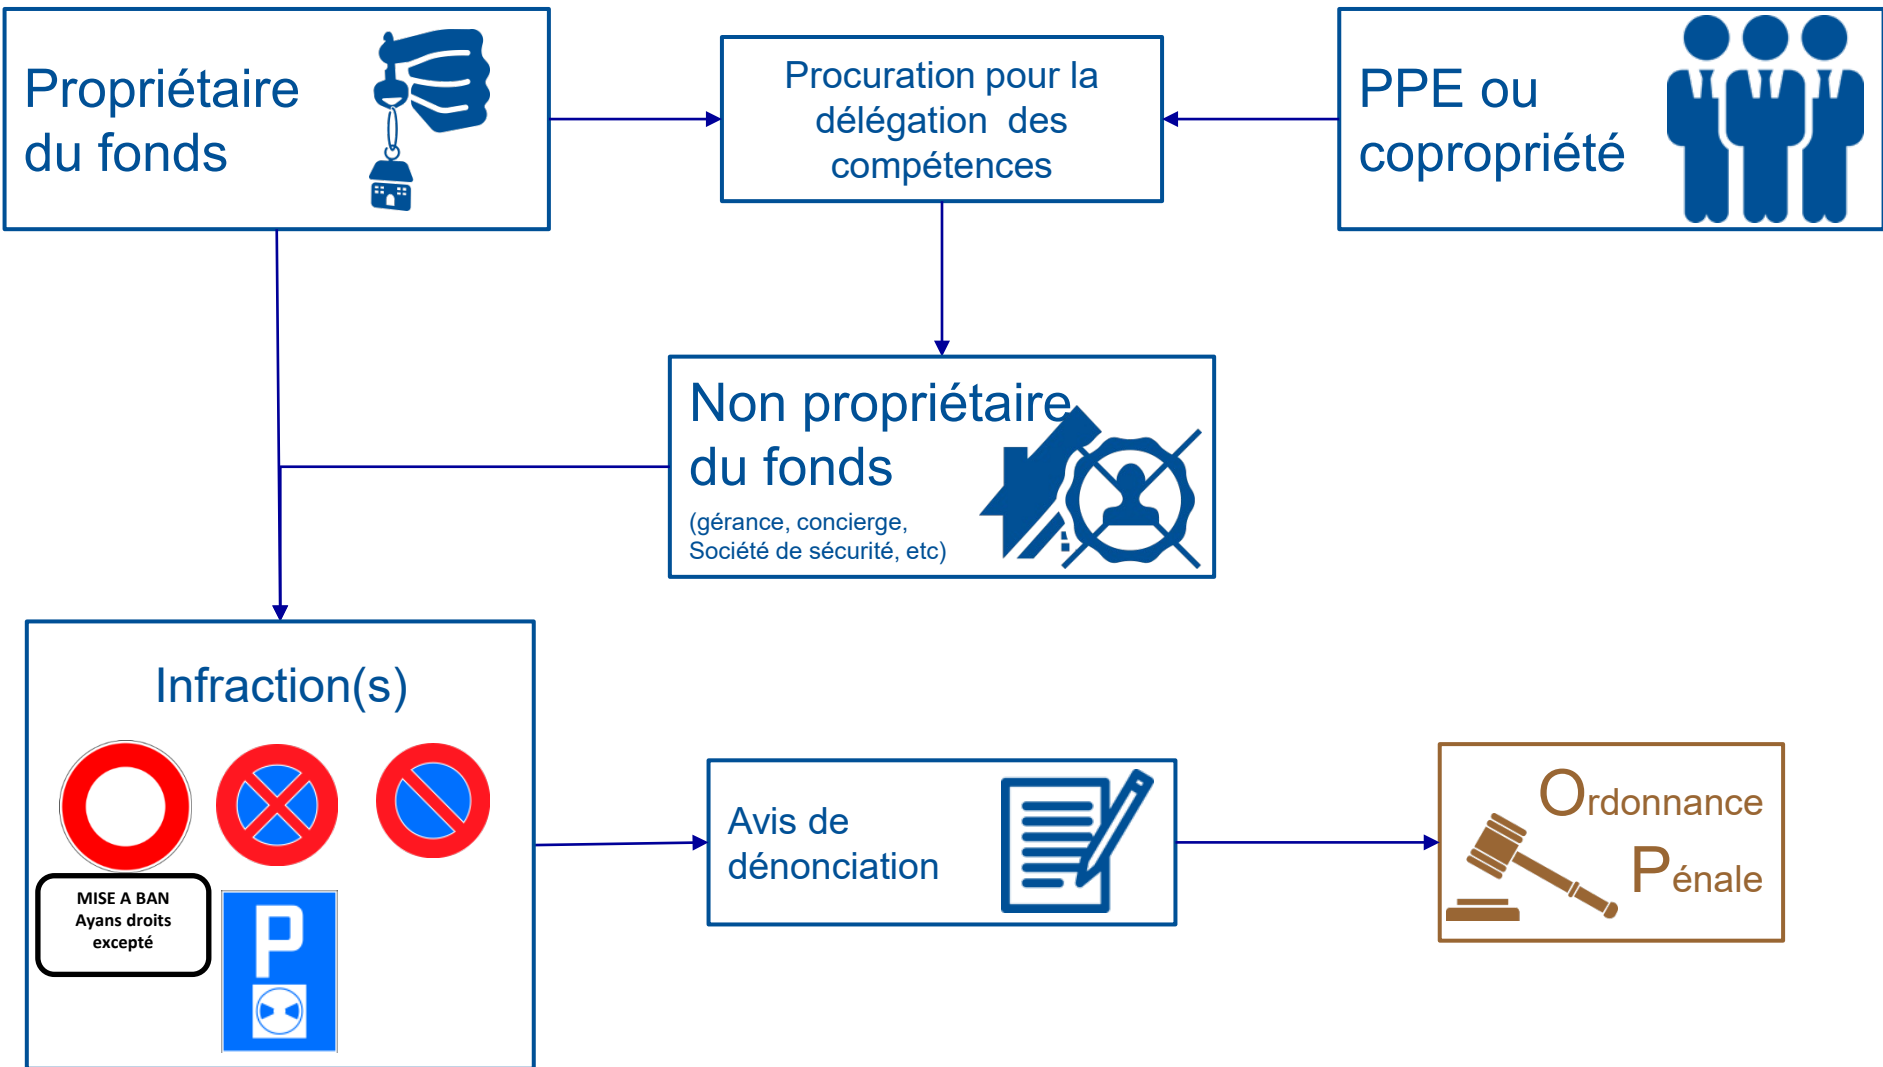 Propriétaire
du fonds
Procuration pour la
délégation des
compétences
PPE ou
copropriété
Non propriétaire
du fonds
(gérance, concierge,
Société de sécurité, etc)
Infraction(s)
MISE A BAN
Ayans droits
excepté
P
Avis de
dénonciation
Ordonnance
Pénale